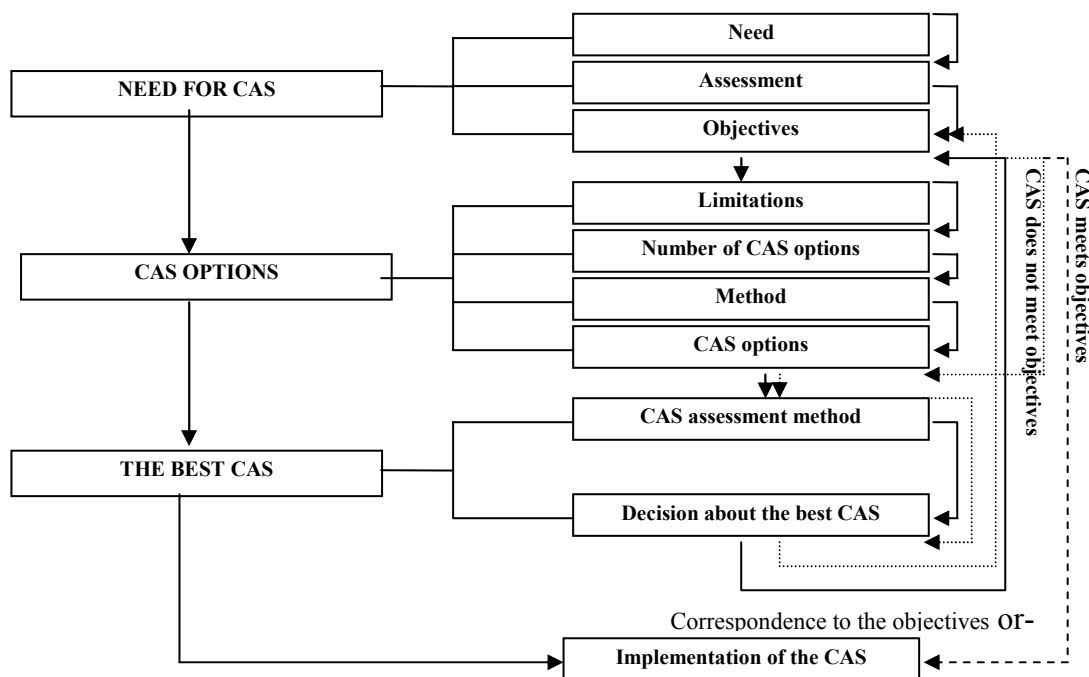 Need
NEED FOR CAS
Assessment
Objectives
Limitations
CAS OPTIONS
Number of CAS options
Method
CAS options
CAS does not meet objectives
CAS meets objectives
CAS assessment method
THE BEST CAS
Decision about the best CAS
Correspondence to the objectives or-
Implementation of the CAS